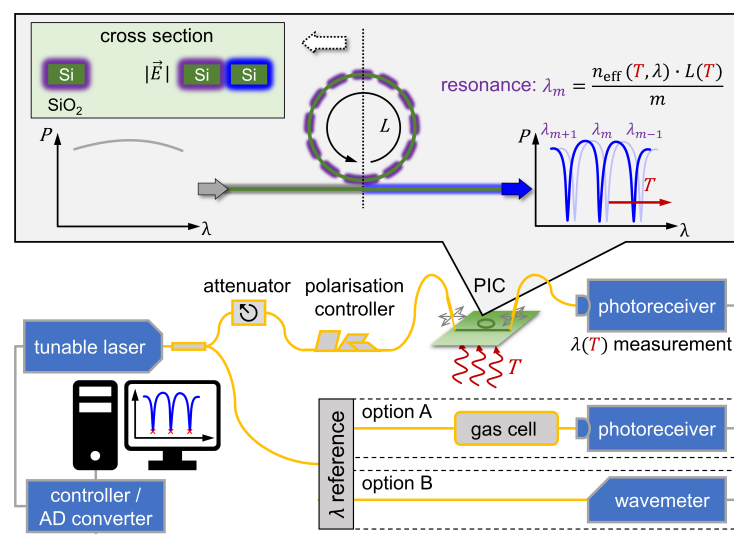 cross section
Si
|E⃗|
Si
Si
SiO₂
P
λ
L
resonance: λₘ = n_eff (T, λ) · L(T) / m
P
λₘ₊₁
λₘ
λₘ₋₁
T
λ
attenuator
polarisation
controller
PIC
photoreceiver
tunable laser
λ(T) measurement
T
option A
gas cell
photoreceiver
λ reference
option B
wavemeter
controller /
AD converter